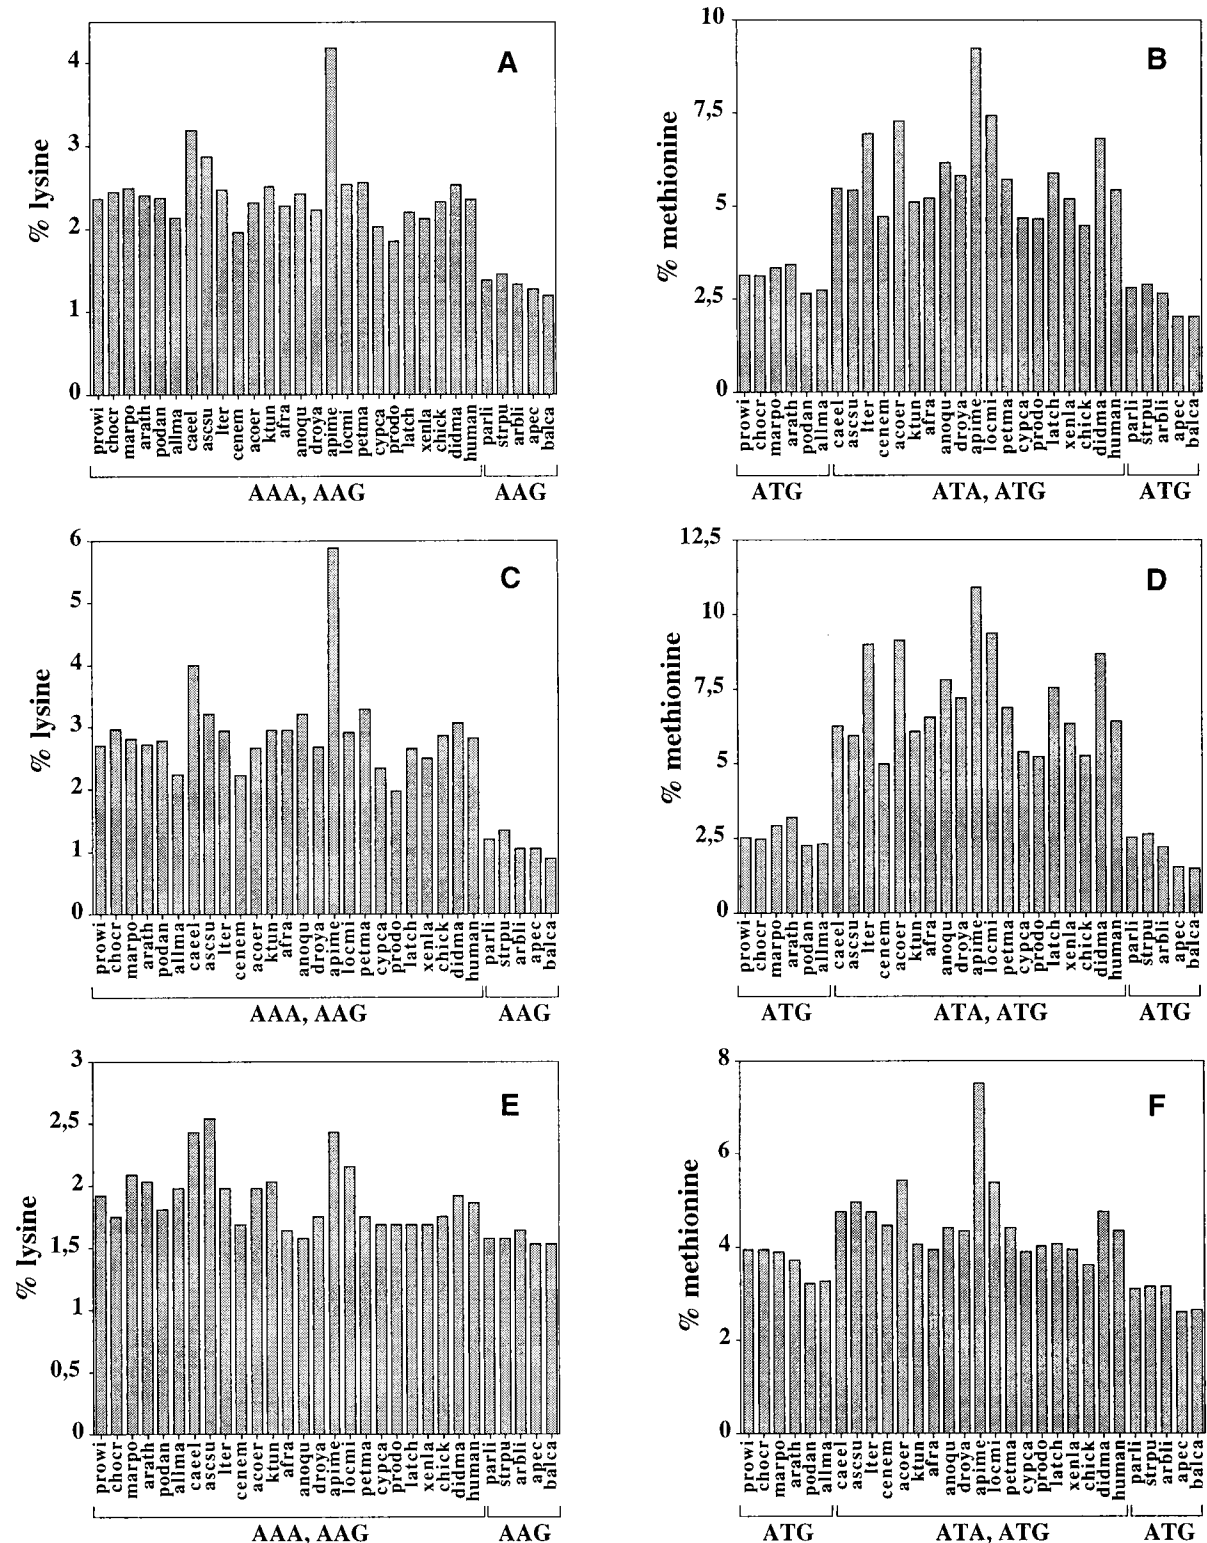 A
% lysine
4
3
2
1
0
prowi chocr marpo arath podan allma caeel ascsu lter cenem acoer ktun afra anoqu droya apime locmi petma cypca prodo latch xenla chick didma human parli strpu arbli apec balca
AAA, AAG AAG
B
% methionine
10
7,5
5
2,5
0
prowi chocr marpo arath podan allma caeel ascsu lter cenem acoer ktun afra anoqu droya apime locmi petma cypca prodo latch xenla chick didma human parli strpu arbli apec balca
ATG ATA, ATG ATG
C
% lysine
6
5
4
3
2
1
0
prowi chocr marpo arath podan allma caeel ascsu lter cenem acoer ktun afra anoqu droya apime locmi petma cypca prodo latch xenla chick didma human parli strpu arbli apec balca
AAA, AAG AAG
D
% methionine
12,5
10
7,5
5
2,5
0
prowi chocr marpo arath podan allma caeel ascsu lter cenem acoer ktun afra anoqu droya apime locmi petma cypca prodo latch xenla chick didma human parli strpu arbli apec balca
ATG ATA, ATG ATG
E
% lysine
3
2,5
2
1,5
1
0,5
0
prowi chocr marpo arath podan allma caeel ascsu lter cenem acoer ktun afra anoqu droya apime locmi petma cypca prodo latch xenla chick didma human parli strpu arbli apec balca
AAA, AAG AAG
F
% methionine
8
6
4
2
0
prowi chocr marpo arath podan allma caeel ascsu lter cenem acoer ktun afra anoqu droya apime locmi petma cypca prodo latch xenla chick didma human parli strpu arbli apec balca
ATG ATA, ATG ATG